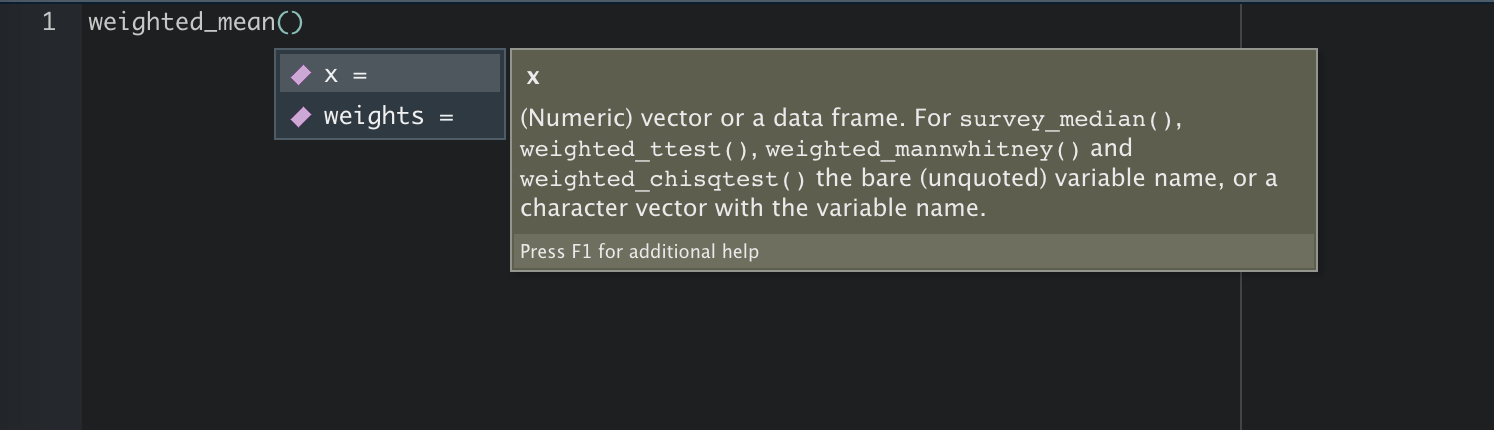 1 weighted_mean()
x =
weights =
x
(Numeric) vector or a data frame. For survey_median(),
weighted_ttest(), weighted_mannwhitney() and
weighted_chisqtest() the bare (unquoted) variable name, or a
character vector with the variable name.
Press F1 for additional help